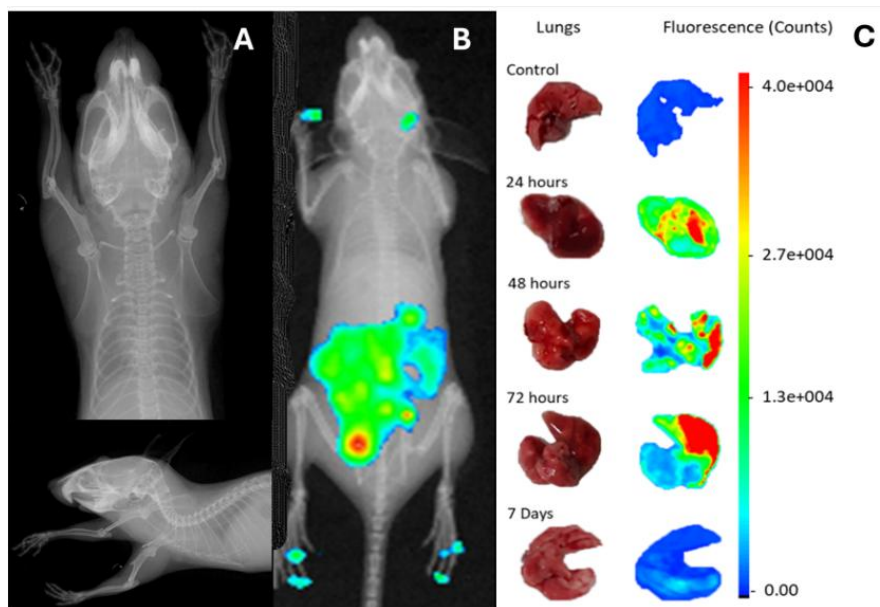 A
B
Lungs Fluorescence (Counts) C
Control
4.0e+004
24 hours
2.7e+004
48 hours
72 hours
1.3e+004
7 Days
0.00